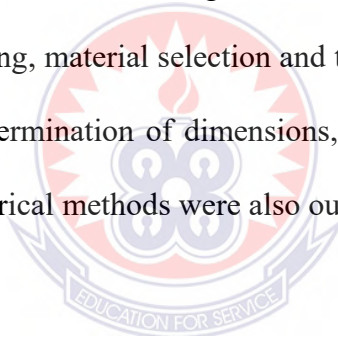 ng, material selection and t
ermination of dimensions,
rical methods were also ou
EDUCATION FOR SERVICE